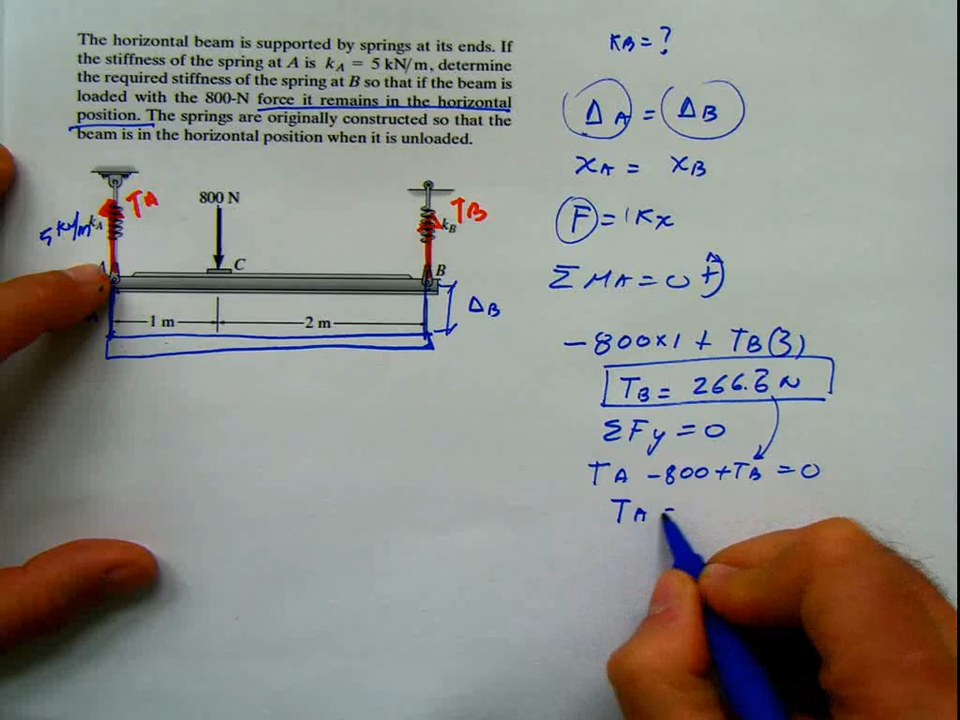 The horizontal beam is supported by springs at its ends. If
the stiffness of the spring at A is kA = 5 kN/m, determine
the required stiffness of the spring at B so that if the beam is
loaded with the 800-N force it remains in the horizontal
position. The springs are originally constructed so that the
beam is in the horizontal position when it is unloaded.
800 N
TA
TB
5 kN/m
kA
kB
A
C
B
1 m
2 m
ΔB
KB = ?
ΔA = ΔB
xA = xB
F = Kx
ΣMA = 0 +
-800x1 + TB(3)
TB = 266.6 N
ΣFy = 0
TA -800+TB = 0
TA =